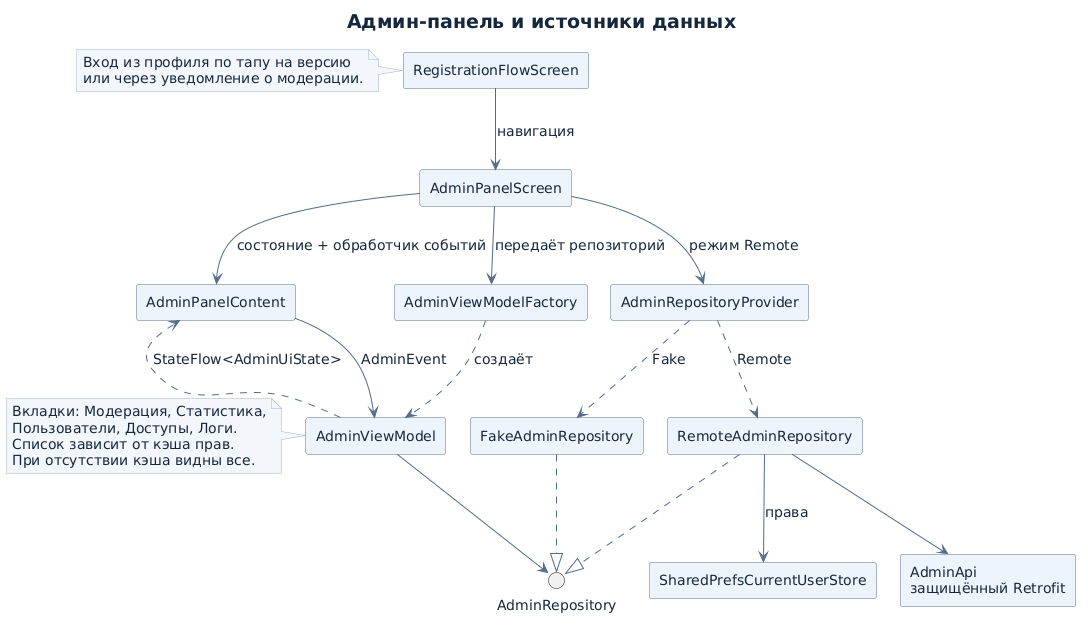 Админ-панель и источники данных
Вход из профиля по тапу на версию
или через уведомление о модерации.
RegistrationFlowScreen
навигация
AdminPanelScreen
состояние + обработчик событий
передаёт репозиторий
режим Remote
AdminPanelContent
AdminViewModelFactory
AdminRepositoryProvider
StateFlow<AdminUiState>
AdminEvent
создаёт
Fake
Remote
Вкладки: Модерация, Статистика,
Пользователи, Доступы, Логи.
Список зависит от кэша прав.
При отсутствии кэша видны все.
AdminViewModel
FakeAdminRepository
RemoteAdminRepository
права
SharedPrefsCurrentUserStore
AdminApi
защищённый Retrofit
AdminRepository